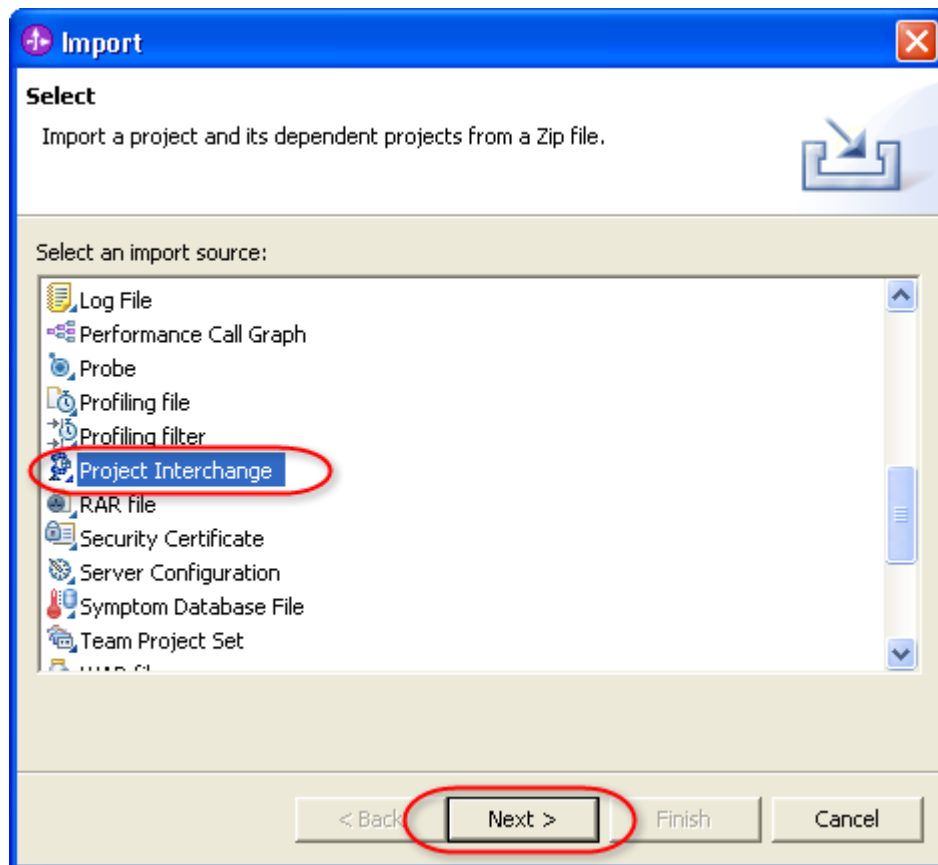 Import
Select
Import a project and its dependent projects from a Zip file.
Select an import source:
Log File
Performance Call Graph
Probe
Profiling file
Profiling filter
Project Interchange
RAR file
Security Certificate
Server Configuration
Symptom Database File
Team Project Set
< Back Next > Finish Cancel